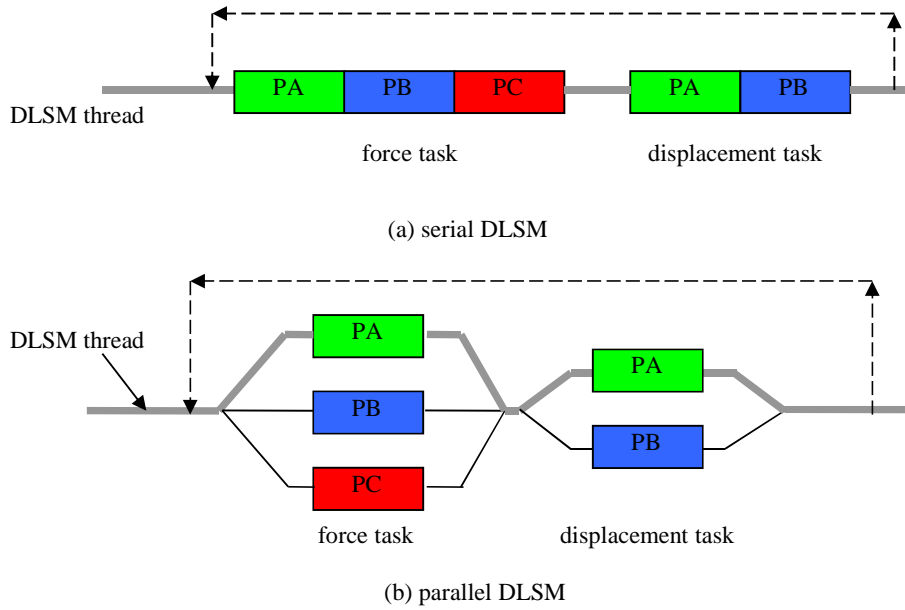 PA PB PC PA PB
DLSM thread
force task displacement task
(a) serial DLSM
DLSM thread
PA
PA
PB
PB
PC
force task displacement task
(b) parallel DLSM